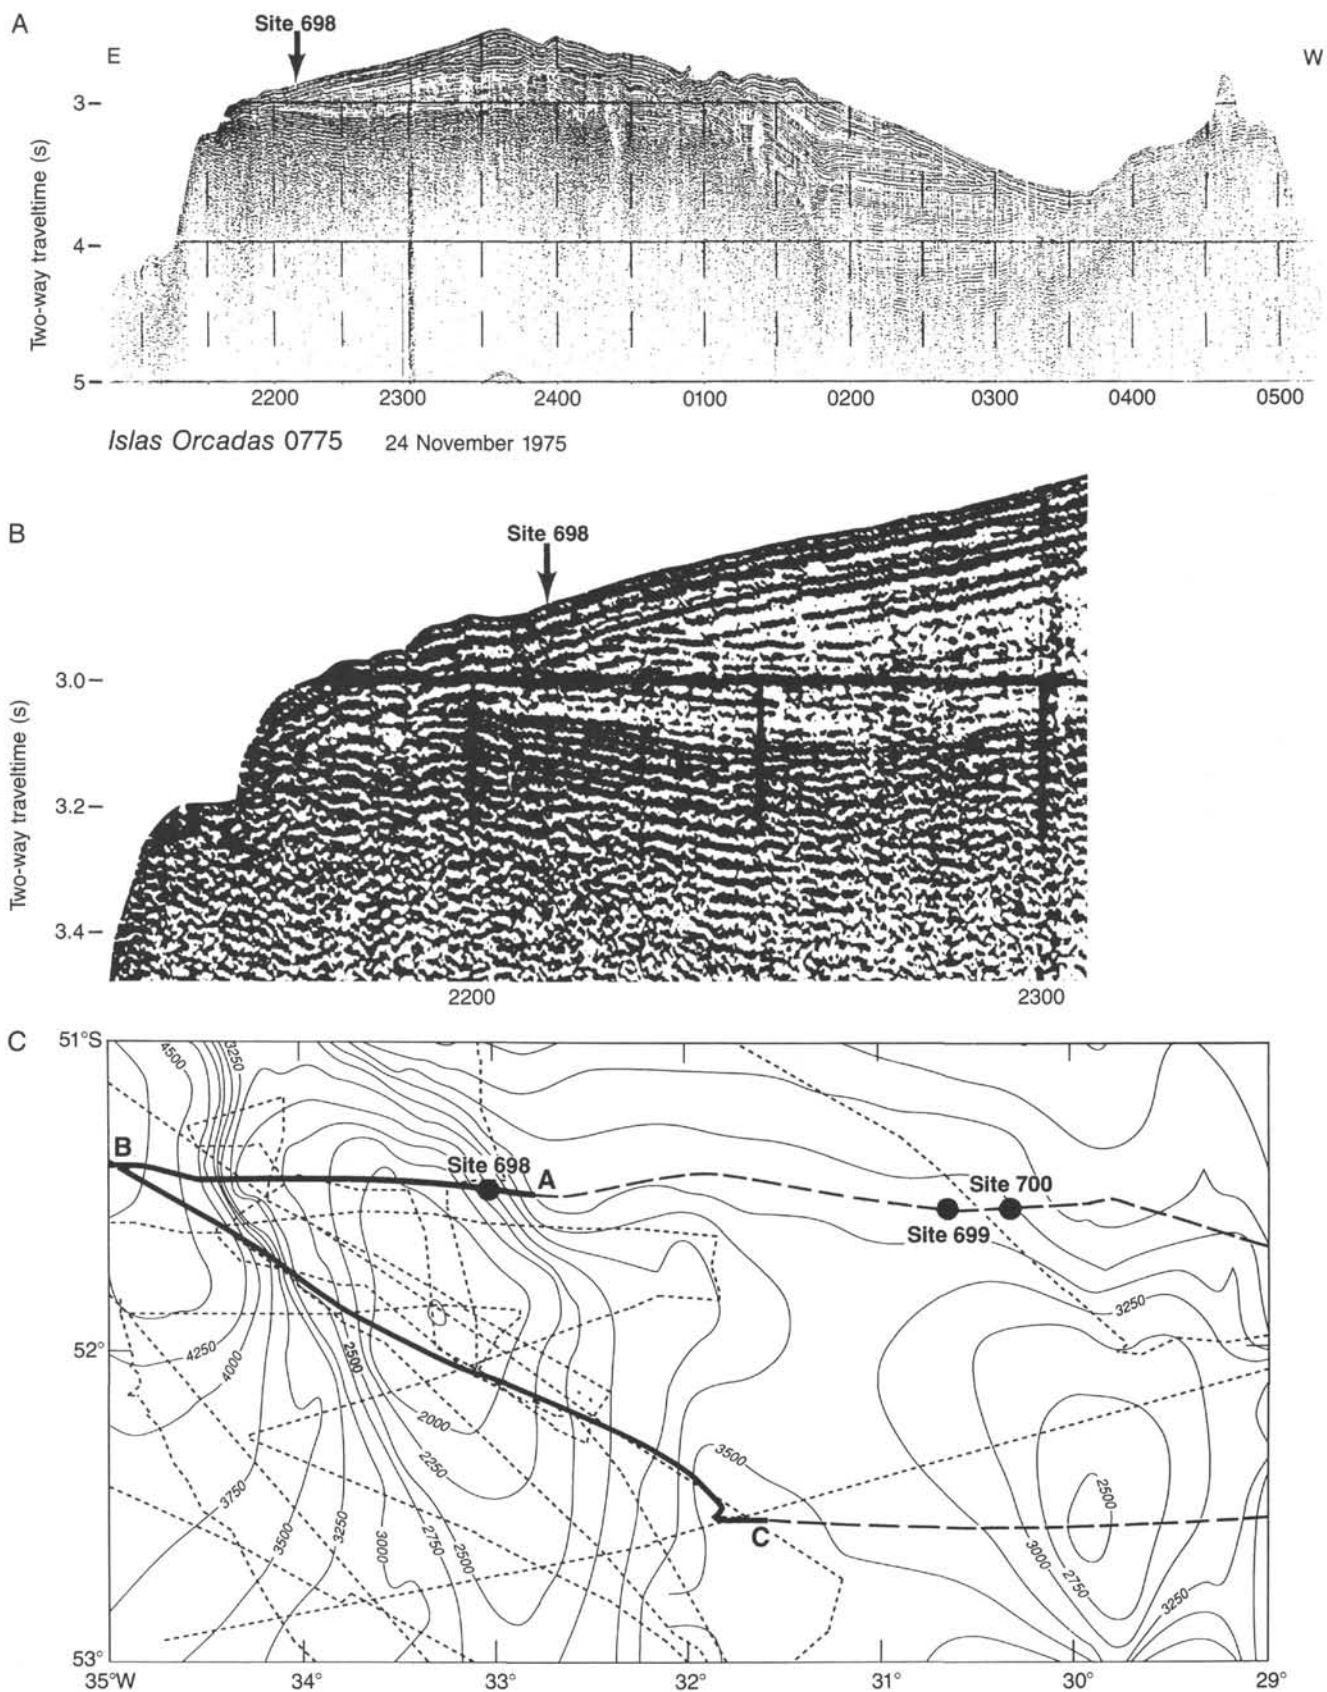 A
Site 698
E
W
3
4
5
Two-way traveltime (s)
2200 2300 2400 0100 0200 0300 0400 0500
Islas Orcadas 0775 24 November 1975
B
Site 698
3.0
3.2
3.4
Two-way traveltime (s)
2200 2300
C
51°S
4500
3250
B
Site 698
A
Site 700
Site 699
3250
52°
4250
4000
2500
2000
2250
3500
3750
3500
3250
3000
2750
2500
C
2500
3000
2750
3250
53°
35°W 34° 33° 32° 31° 30° 29°